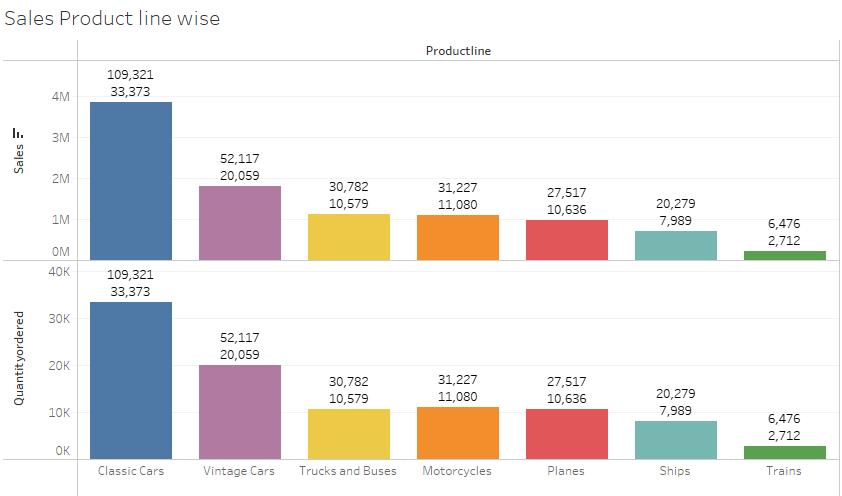 Sales Product line wise
Productline
Sales
4M
3M
2M
1M
0M
109,321
33,373
52,117
20,059
30,782
10,579
31,227
11,080
27,517
10,636
20,279
7,989
6,476
2,712
Quantityordered
40K
30K
20K
10K
0K
109,321
33,373
52,117
20,059
30,782
10,579
31,227
11,080
27,517
10,636
20,279
7,989
6,476
2,712
Classic Cars
Vintage Cars
Trucks and Buses
Motorcycles
Planes
Ships
Trains